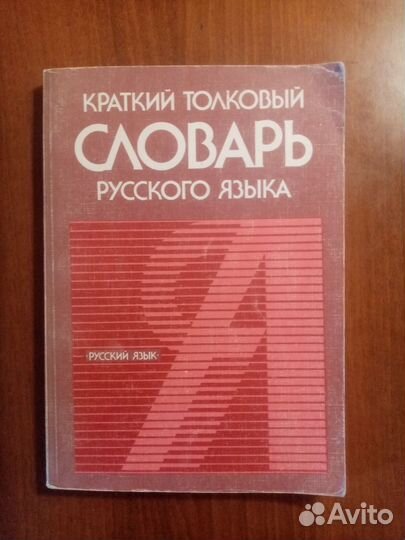 КРАТКИЙ ТОЛКОВЫЙ
СЛОВАРЬ
РУССКОГО ЯЗЫКА
Я
РУССКИЙ ЯЗЫК
Avito